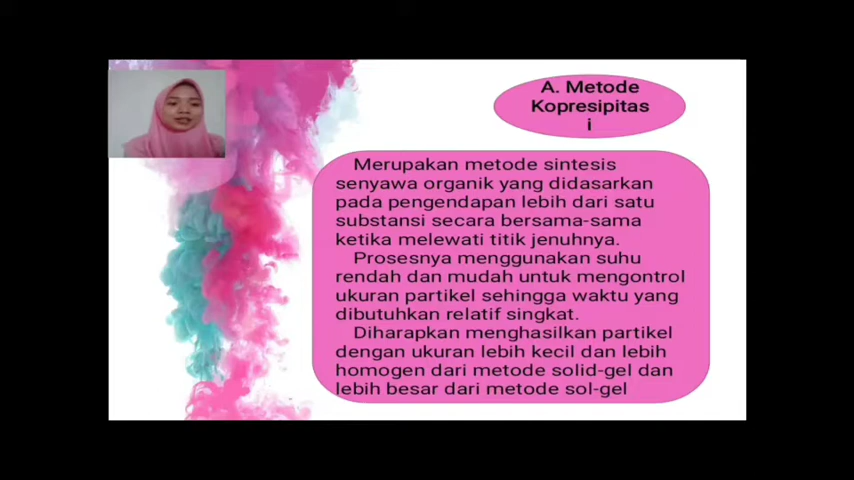 A. Metode
Kopresipitas
i
Merupakan metode sintesis
senyawa organik yang didasarkan
pada pengendapan lebih dari satu
substansi secara bersama-sama
ketika melewati titik jenuhnya.
Prosesnya menggunakan suhu
rendah dan mudah untuk mengontrol
ukuran partikel sehingga waktu yang
dibutuhkan relatif singkat.
Diharapkan menghasilkan partikel
dengan ukuran lebih kecil dan lebih
homogen dari metode solid-gel dan
lebih besar dari metode sol-gel